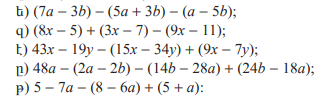 ե) (7a – 3b) – (5a + 3b) – (a – 5b);
զ) (8x – 5) + (3x – 7) – (9x – 11);
է) 43x – 19y – (15x – 34y) + (9x – 7y);
ը) 48a – (2a – 2b) – (14b – 28a) + (24b – 18a);
թ) 5 – 7a – (8 – 6a) + (5 + a):